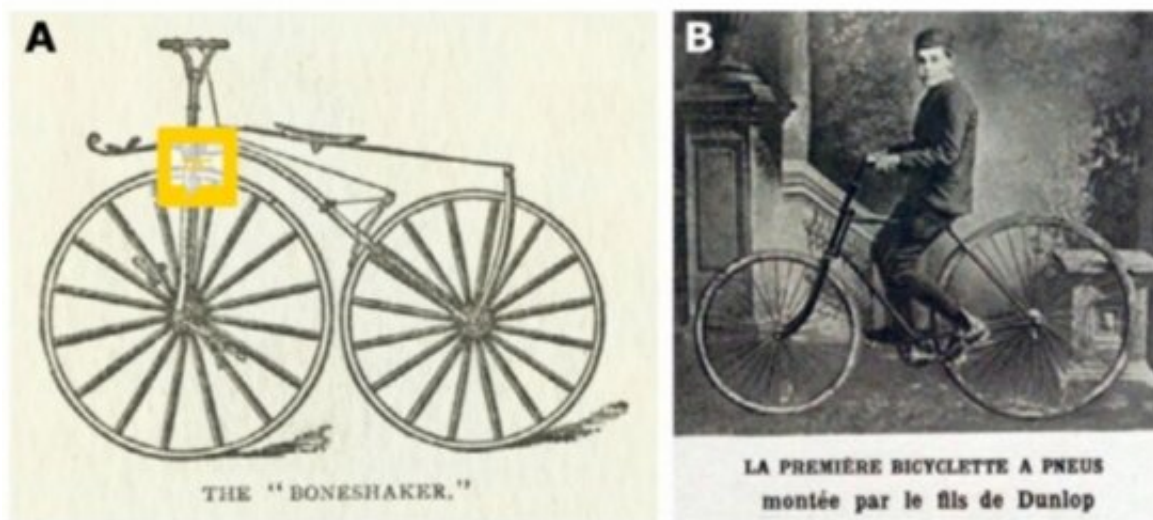 A
THE "BONESHAKER."
B
LA PREMIÈRE BICYCLETTE A PNEUS
montée par le fils de Dunlop